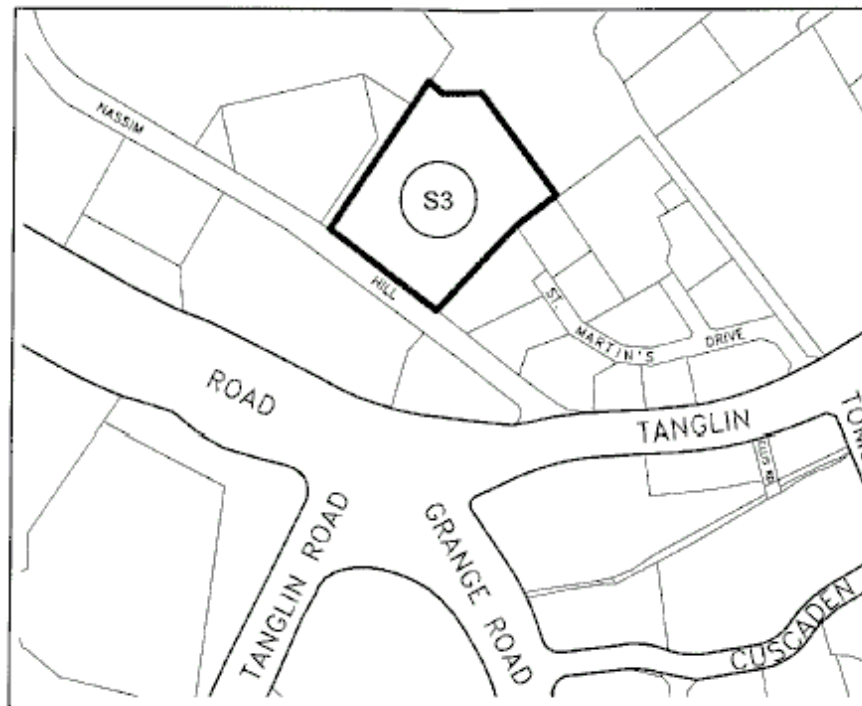 NASSIM
S3
HILL
ST.
MARTIN'S
DRIVE
ROAD
TANGLIN
TANGLIN ROAD
GRANGE ROAD
CUSCADEN